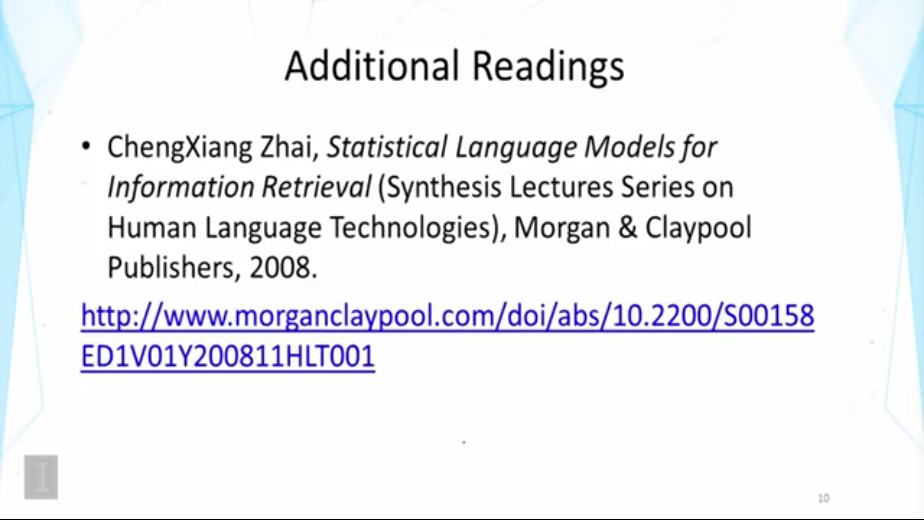 Additional Readings
• ChengXiang Zhai, Statistical Language Models for
Information Retrieval (Synthesis Lectures Series on
Human Language Technologies), Morgan & Claypool
Publishers, 2008.
http://www.morganclaypool.com/doi/abs/10.2200/S00158
ED1V01Y200811HLT001
I
10